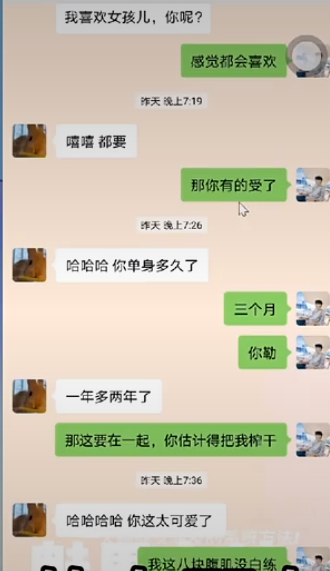 我喜欢女孩儿，你呢？
感觉都会喜欢
昨天 晚上7:19
嘻嘻 都要
那你有的受了
昨天 晚上7:26
哈哈哈 你单身多久了
三个月
你勒
一年多两年了
那这要在一起，你估计得把我榨干
昨天 晚上7:36
哈哈哈哈 你这太可爱了
我这八块腹肌没白练